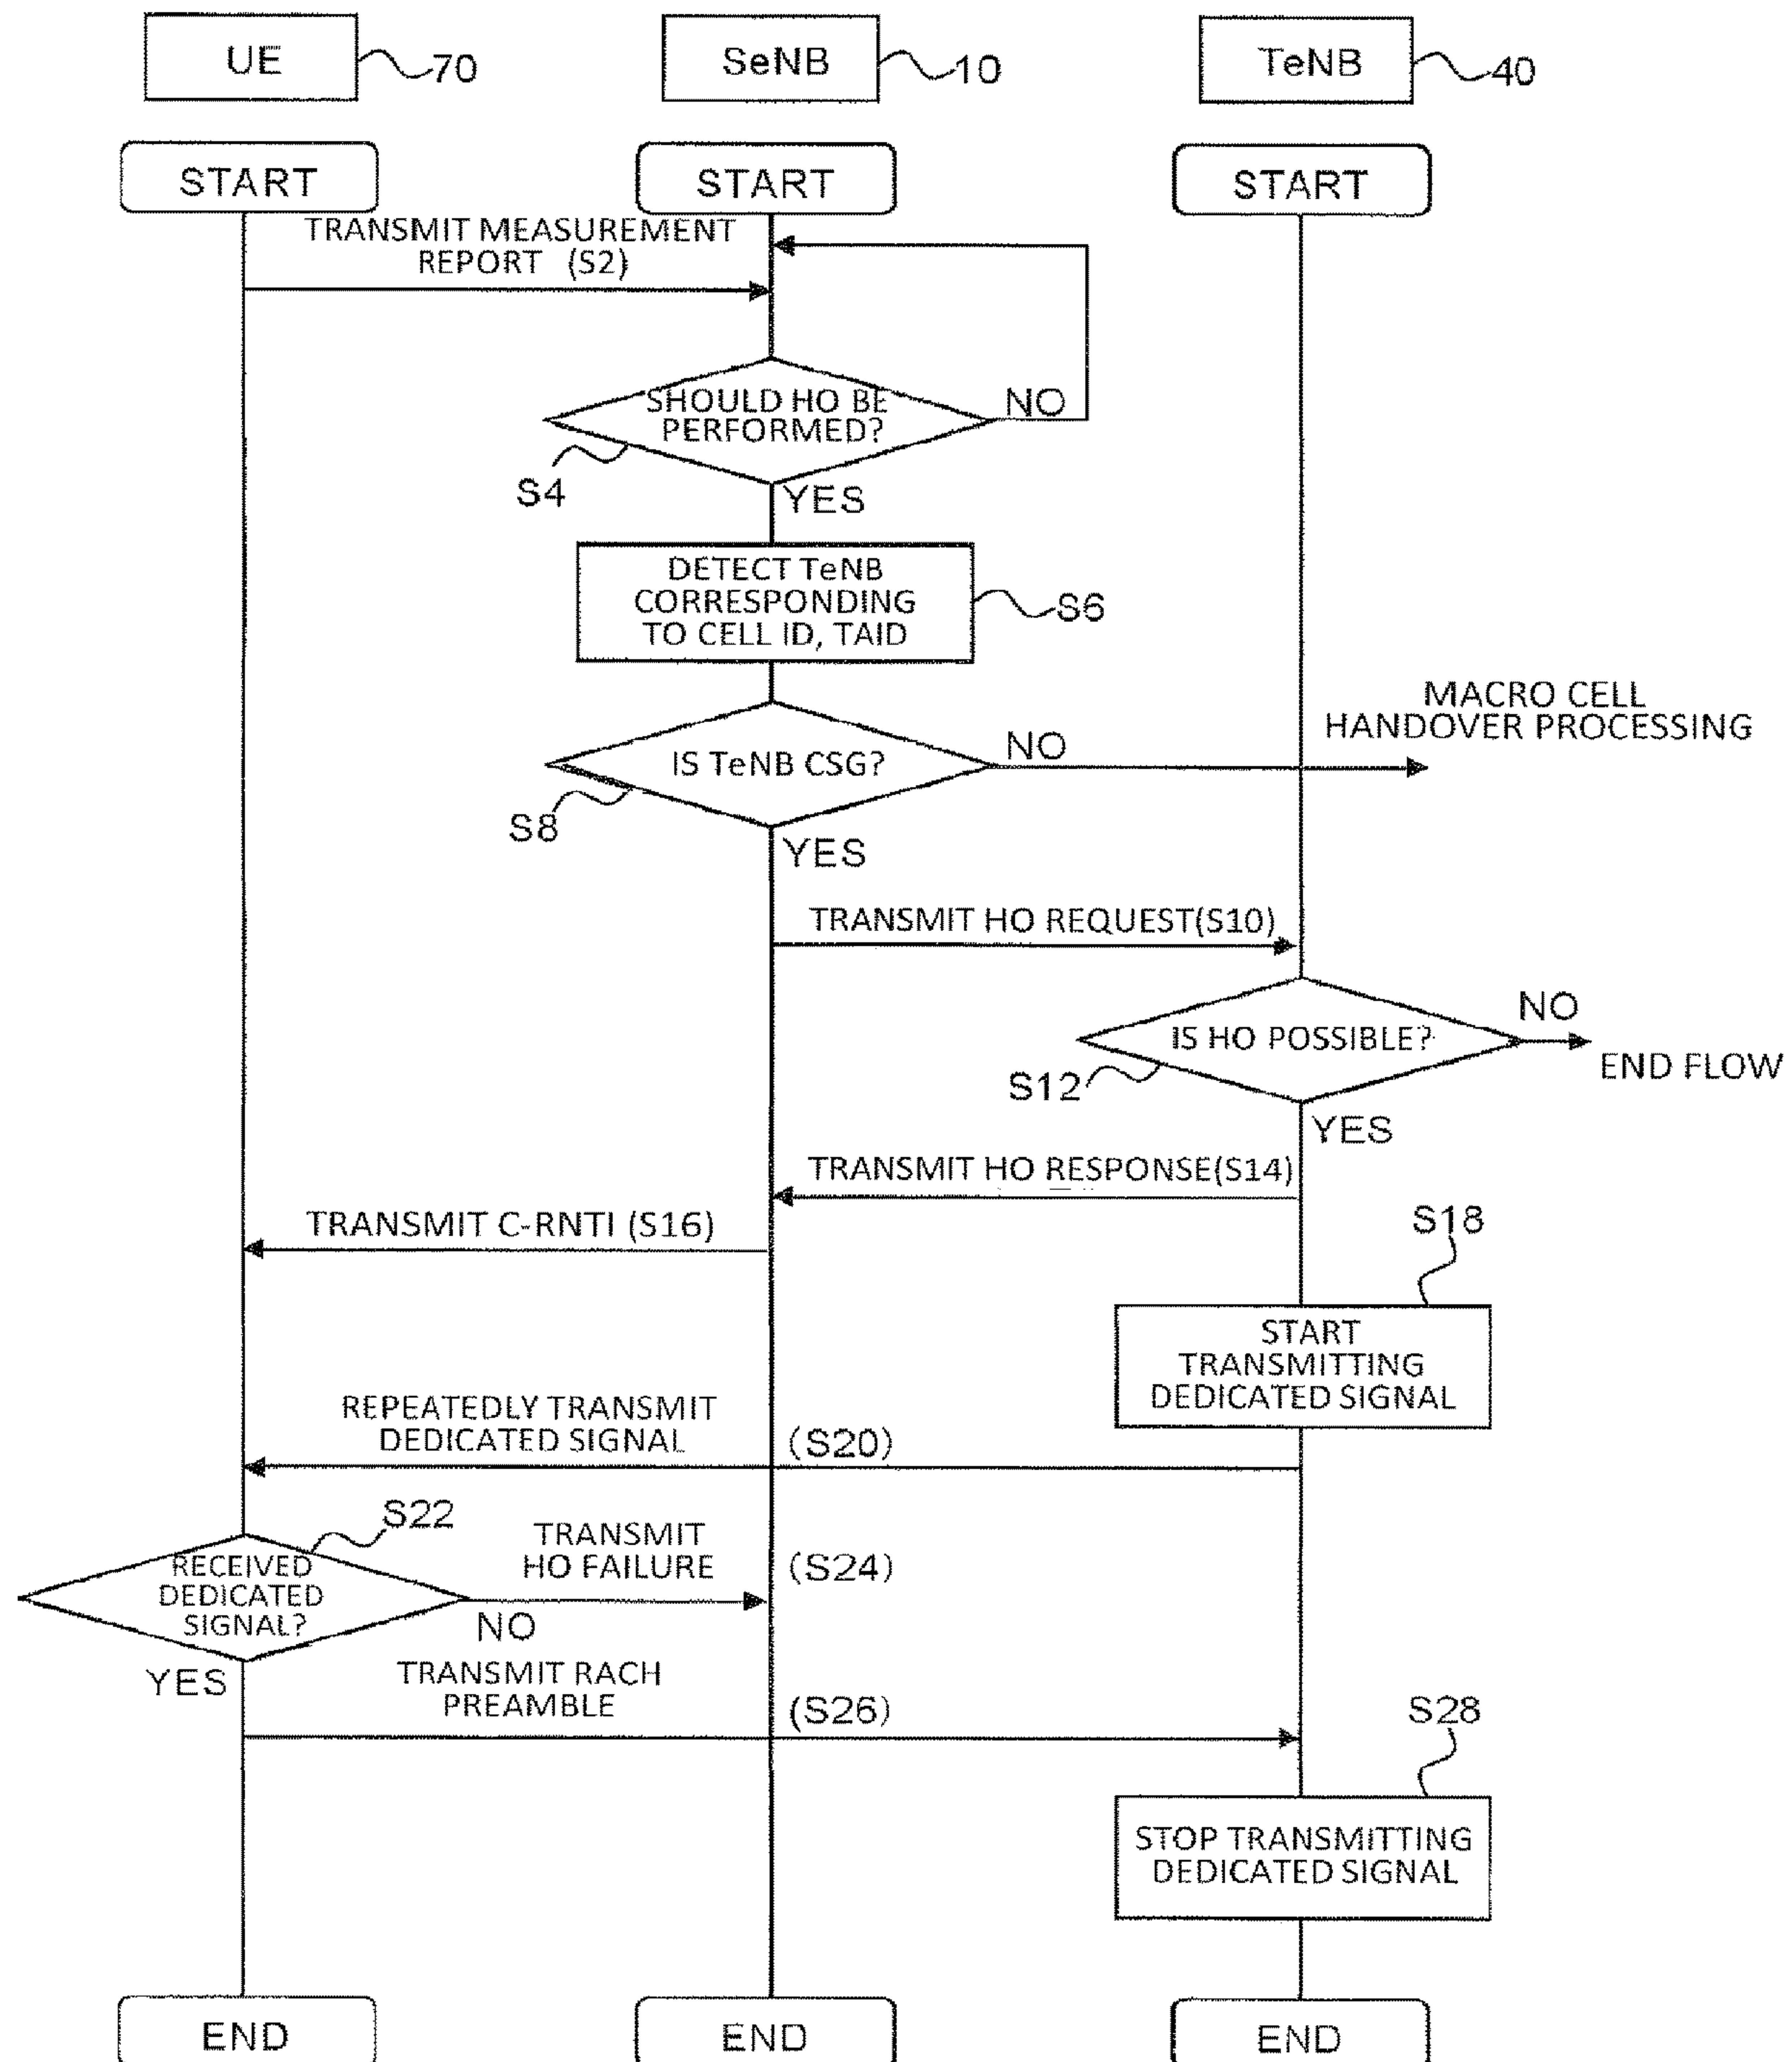 UE
70
SeNB
10
TeNB
40
START
START
START
TRANSMIT MEASUREMENT
REPORT (S2)
SHOULD HO BE
PERFORMED?
NO
S4
YES
DETECT TeNB
CORRESPONDING
TO CELL ID, TAID
S6
MACRO CELL
HANDOVER PROCESSING
IS TeNB CSG?
NO
S8
YES
TRANSMIT HO REQUEST(S10)
IS HO POSSIBLE?
NO
END FLOW
S12
YES
TRANSMIT HO RESPONSE(S14)
TRANSMIT C-RNTI (S16)
S18
START
TRANSMITTING
DEDICATED SIGNAL
REPEATEDLY TRANSMIT
DEDICATED SIGNAL
(S20)
S22
RECEIVED
DEDICATED
SIGNAL?
TRANSMIT
HO FAILURE
(S24)
NO
YES
TRANSMIT RACH
PREAMBLE
(S26)
S28
STOP TRANSMITTING
DEDICATED SIGNAL
END
END
END